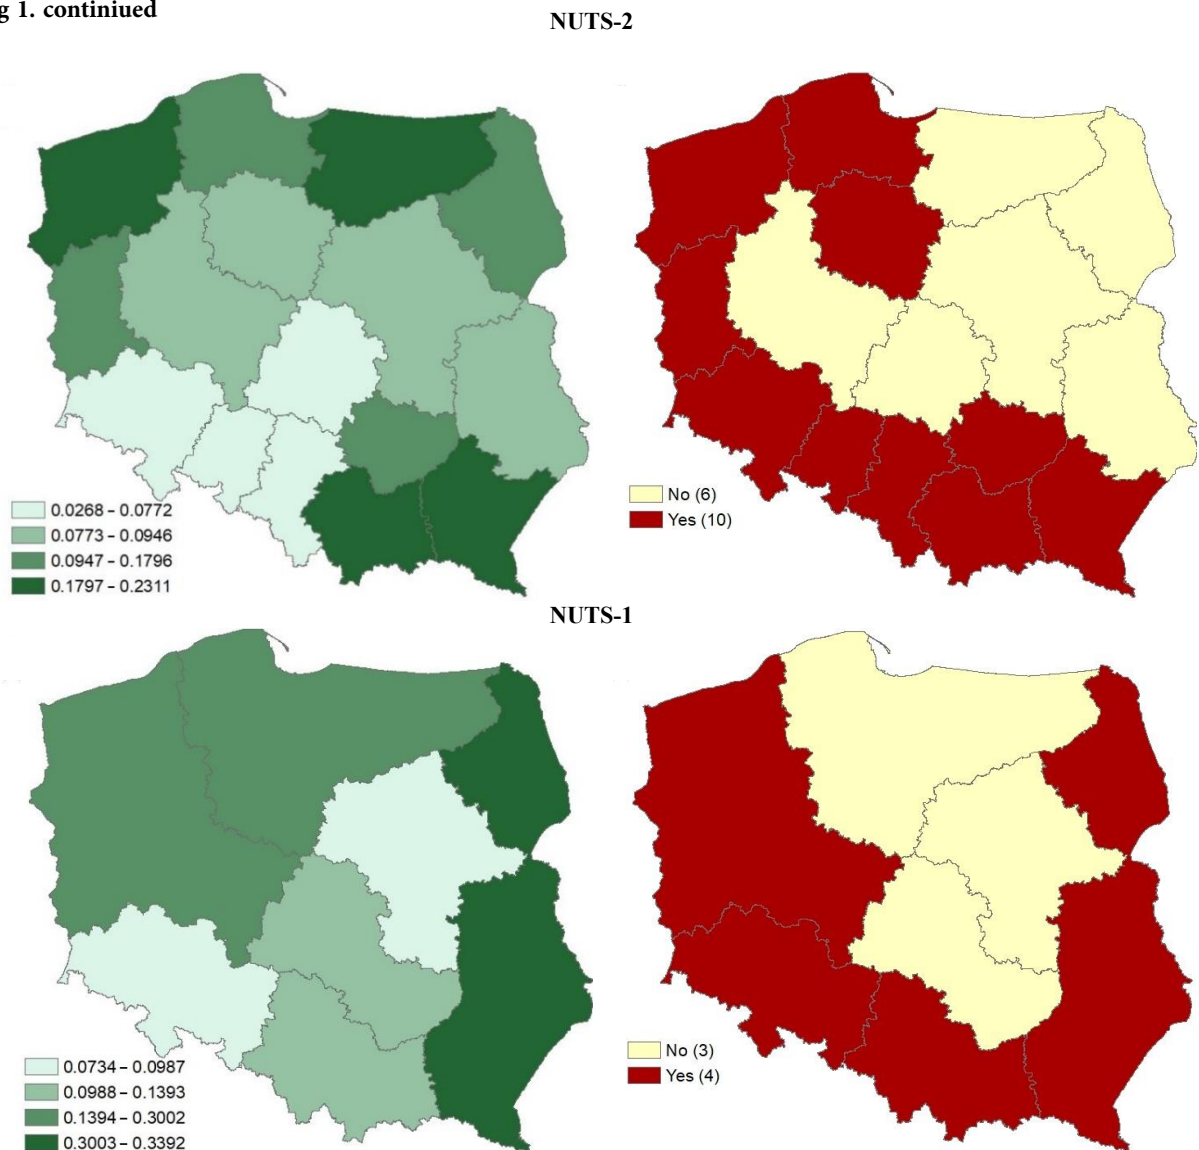 g 1. continiued
NUTS-2
0.0268 – 0.0772
0.0773 – 0.0946
0.0947 – 0.1796
0.1797 – 0.2311
No (6)
Yes (10)
NUTS-1
0.0734 – 0.0987
0.0988 – 0.1393
0.1394 – 0.3002
0.3003 – 0.3392
No (3)
Yes (4)